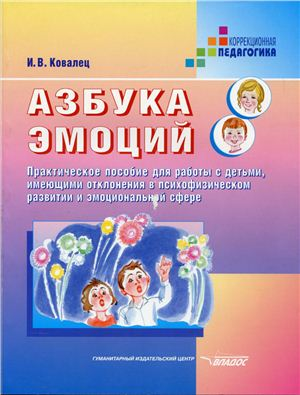 КОРРЕКЦИОННАЯ
ПЕДАГОГИКА
И. В. Ковалец
АЗБУКА
ЭМОЦИЙ
Практическое пособие для работы с детьми,
имеющими отклонения в психофизическом
развитии и эмоциональной сфере
ГУМАНИТАРНЫЙ ИЗДАТЕЛЬСКИЙ ЦЕНТР
ВЛАДОС